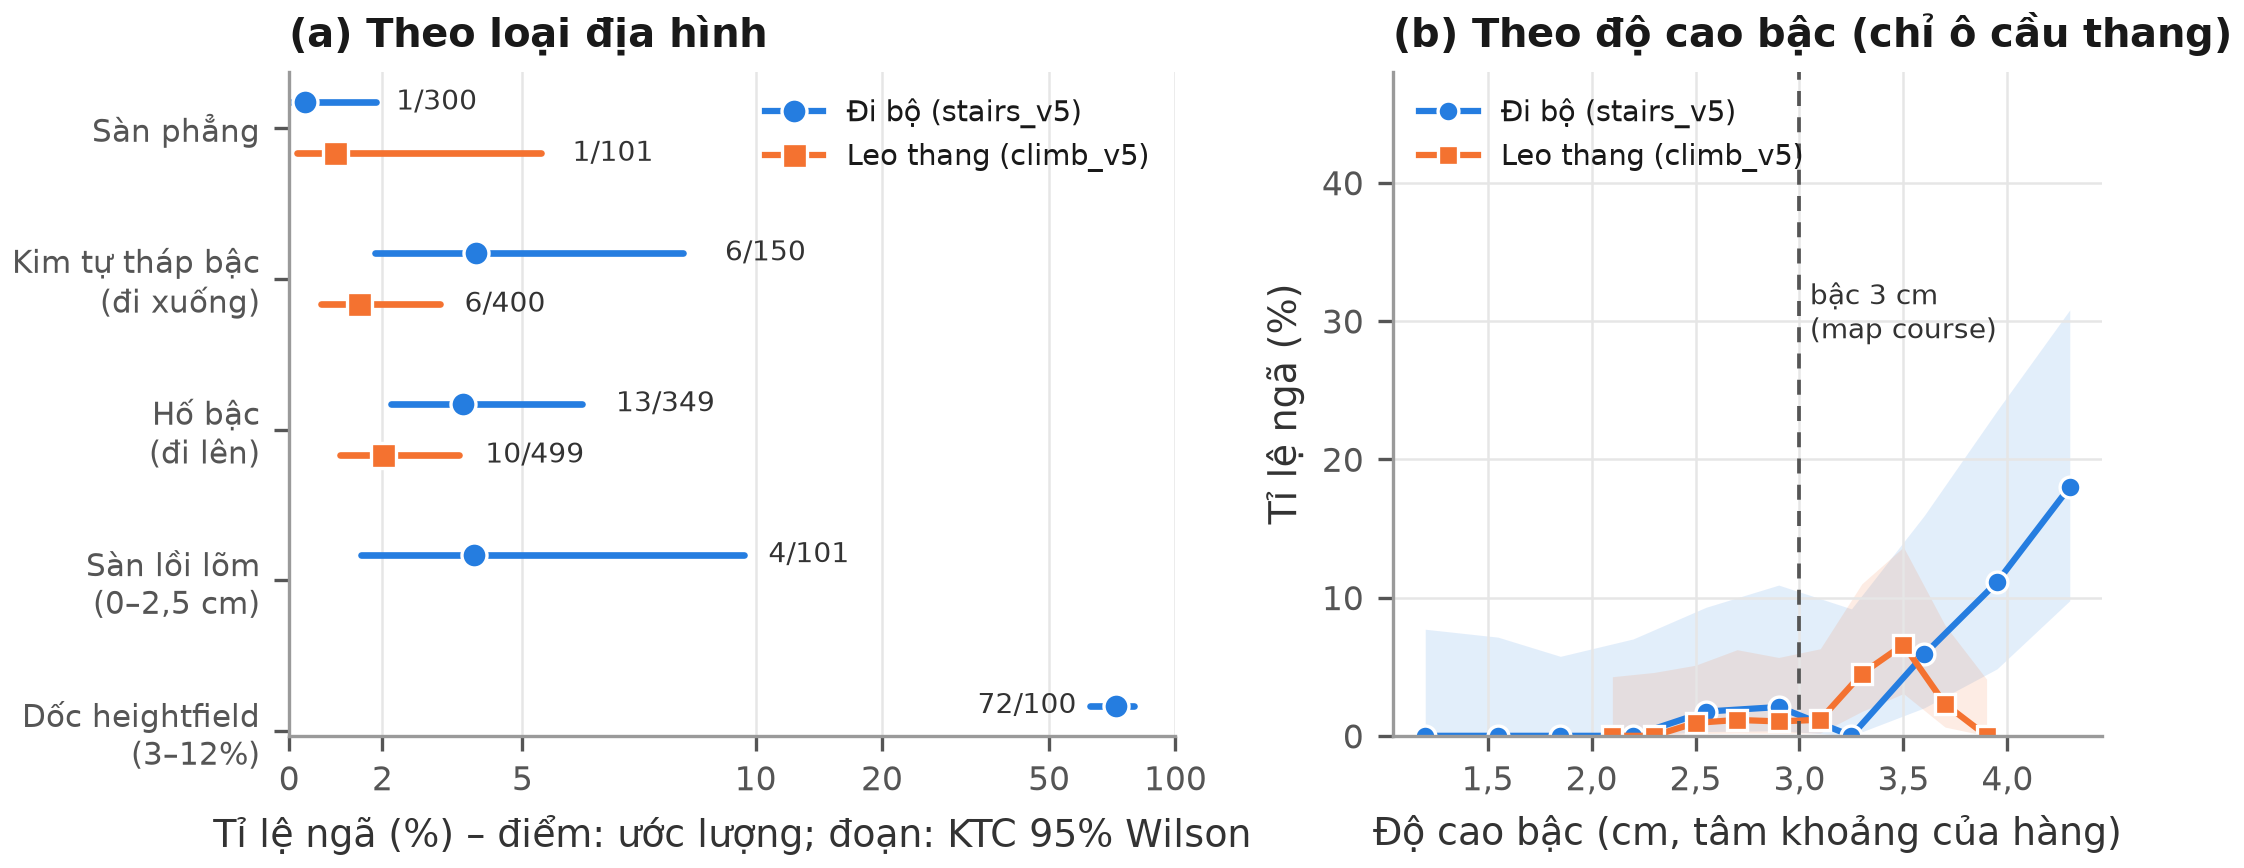 (a) Theo loại địa hình
Đi bộ (stairs_v5)
Leo thang (climb_v5)
Sàn phẳng
1/300
1/101
Kim tự tháp bậc
(đi xuống)
6/150
6/400
Hố bậc
(đi lên)
13/349
10/499
Sàn lồi lõm
(0–2,5 cm)
4/101
Dốc heightfield
(3–12%)
72/100
0 2 5 10 20 50 100
Tỉ lệ ngã (%) – điểm: ước lượng; đoạn: KTC 95% Wilson
(b) Theo độ cao bậc (chỉ ô cầu thang)
Đi bộ (stairs_v5)
Leo thang (climb_v5)
bậc 3 cm
(map course)
Tỉ lệ ngã (%)
40
30
20
10
0
1,5 2,0 2,5 3,0 3,5 4,0
Độ cao bậc (cm, tâm khoảng của hàng)